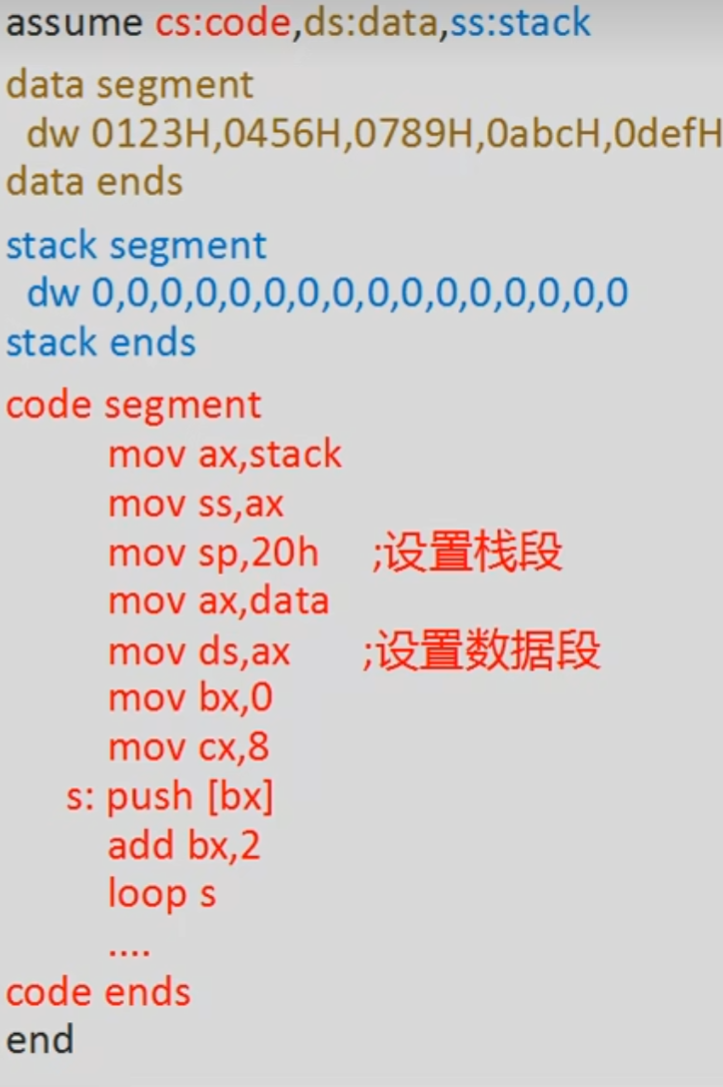 assume cs:code,ds:data,ss:stack
data segment
dw 0123H,0456H,0789H,0abcH,0defH
data ends
stack segment
dw 0,0,0,0,0,0,0,0,0,0,0,0,0,0,0,0
stack ends
code segment
mov ax,stack
mov ss,ax
mov sp,20h ;设置栈段
mov ax,data
mov ds,ax ;设置数据段
mov bx,0
mov cx,8
s: push [bx]
add bx,2
loop s
....
code ends
end